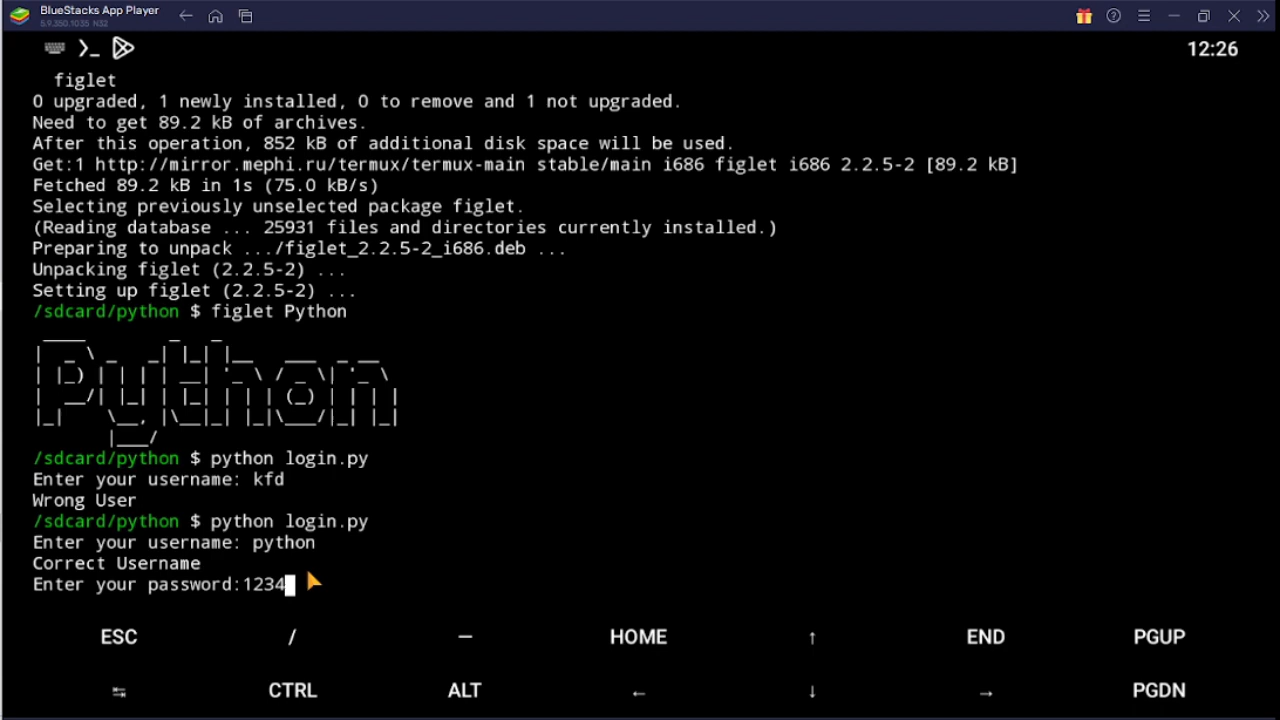 BlueStacks App Player
5.9.350.1035 N32
12:26
figlet
0 upgraded, 1 newly installed, 0 to remove and 1 not upgraded.
Need to get 89.2 kB of archives.
After this operation, 852 kB of additional disk space will be used.
Get:1 http://mirror.mephi.ru/termux/termux-main stable/main i686 figlet i686 2.2.5-2 [89.2 kB]
Fetched 89.2 kB in 1s (75.0 kB/s)
Selecting previously unselected package figlet.
(Reading database ... 25931 files and directories currently installed.)
Preparing to unpack .../figlet_2.2.5-2_i686.deb ...
Unpacking figlet (2.2.5-2) ...
Setting up figlet (2.2.5-2) ...
/sdcard/python $ figlet Python
Python
/sdcard/python $ python login.py
Enter your username: kfd
Wrong User
/sdcard/python $ python login.py
Enter your username: python
Correct Username
Enter your password:1234
ESC / — HOME ↑ END PGUP
↹ CTRL ALT ← ↓ → PGDN